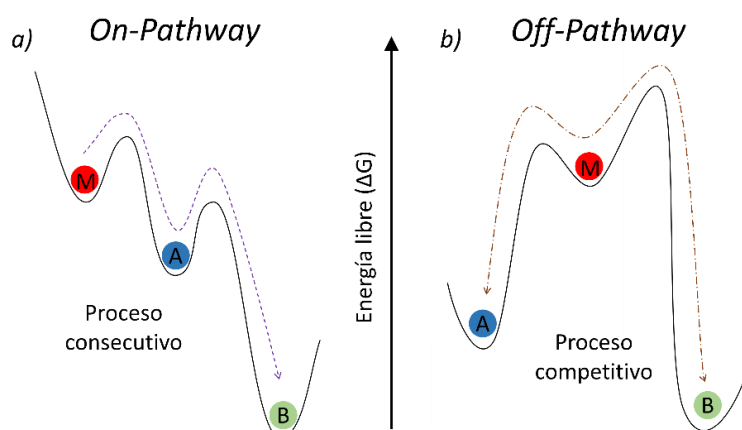 a)
On-Pathway
M
A
B
Proceso
consecutivo
Energía libre (ΔG)
b)
Off-Pathway
M
A
B
Proceso
competitivo